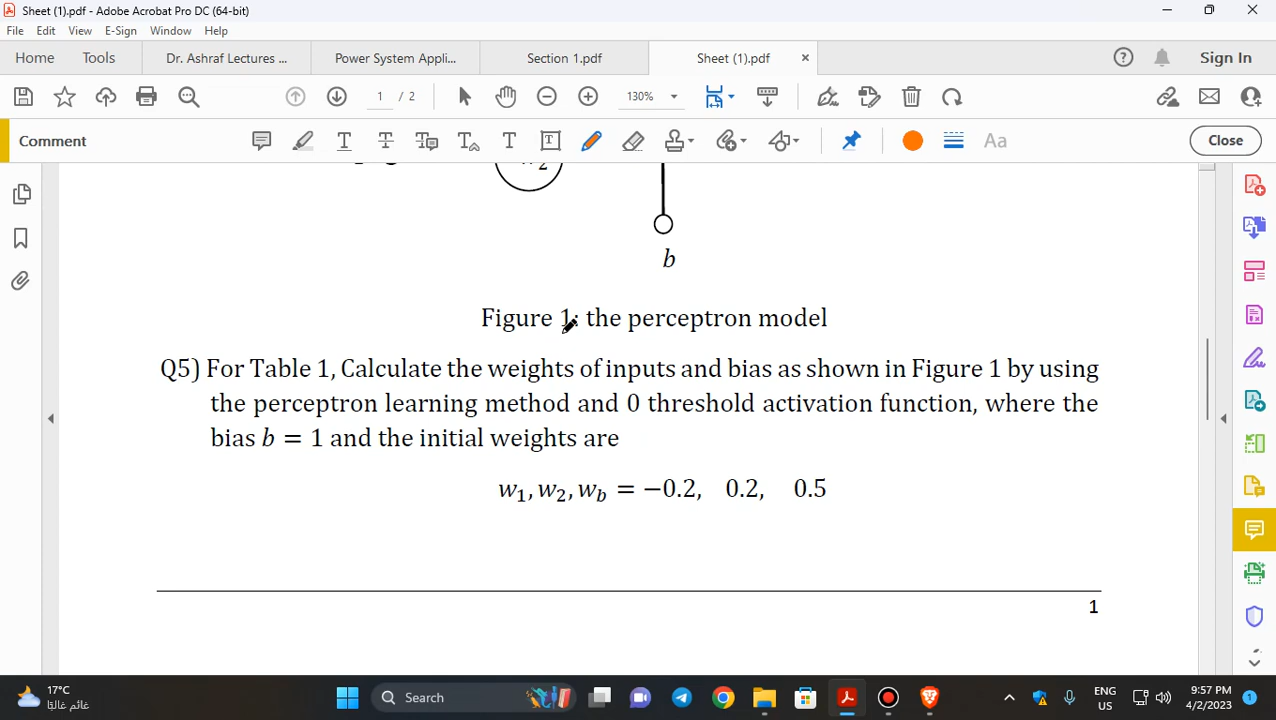 Sheet (1).pdf - Adobe Acrobat Pro DC (64-bit)
File Edit View E-Sign Window Help
Home Tools Dr. Ashraf Lectures ... Power System Appli... Section 1.pdf Sheet (1).pdf × ? Sign In
1 / 2 130%
Comment T T T T T Aa Close
b
Figure 1: the perceptron model
Q5) For Table 1, Calculate the weights of inputs and bias as shown in Figure 1 by using
the perceptron learning method and 0 threshold activation function, where the
bias b = 1 and the initial weights are
w₁, w₂, w_b = −0.2, 0.2, 0.5
1
17°C
غائم غالبًا
Search
ENG
US
9:57 PM
4/2/2023
1